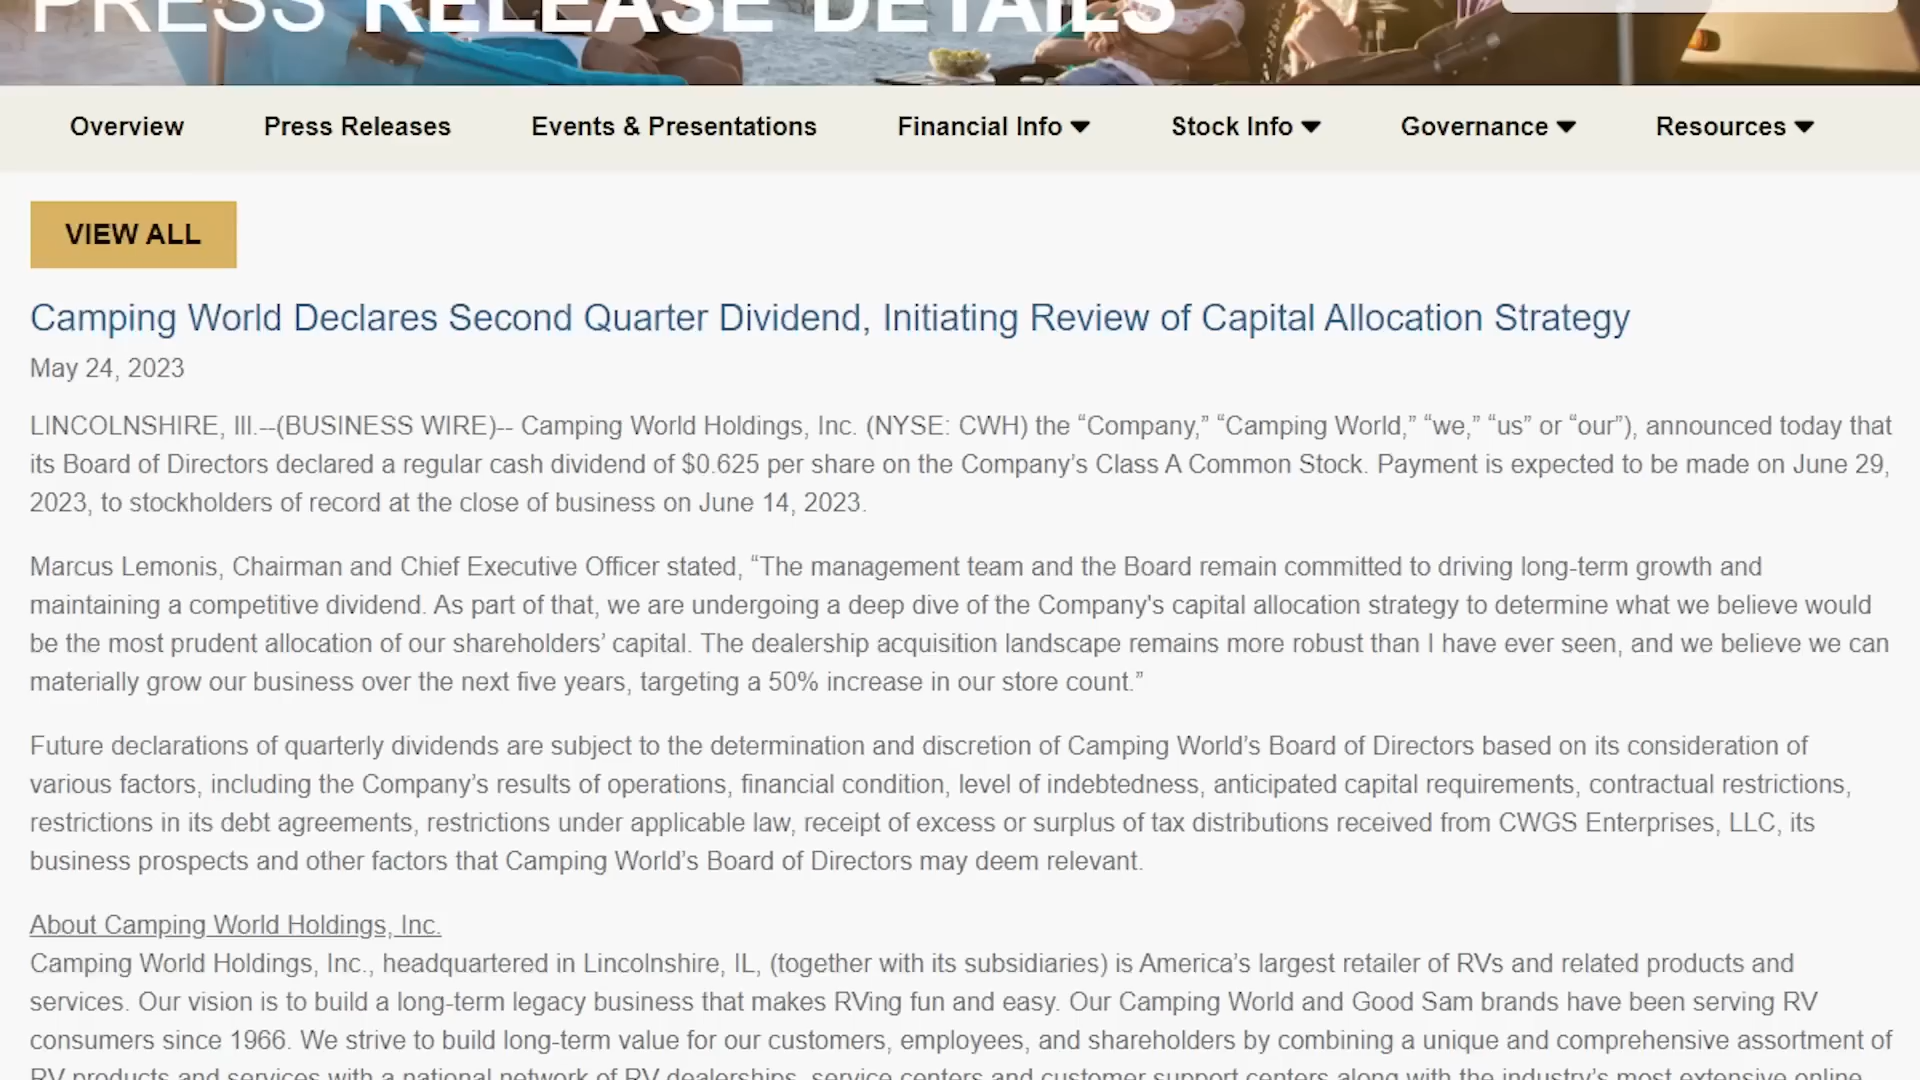 PRESS RELEASE DETAILS
Overview
Press Releases
Events & Presentations
Financial Info
Stock Info
Governance
Resources
VIEW ALL
Camping World Declares Second Quarter Dividend, Initiating Review of Capital Allocation Strategy
May 24, 2023
LINCOLNSHIRE, Ill.--(BUSINESS WIRE)-- Camping World Holdings, Inc. (NYSE: CWH) the “Company,” “Camping World,” “we,” “us” or “our”), announced today that
its Board of Directors declared a regular cash dividend of $0.625 per share on the Company’s Class A Common Stock. Payment is expected to be made on June 29,
2023, to stockholders of record at the close of business on June 14, 2023.
Marcus Lemonis, Chairman and Chief Executive Officer stated, “The management team and the Board remain committed to driving long-term growth and
maintaining a competitive dividend. As part of that, we are undergoing a deep dive of the Company's capital allocation strategy to determine what we believe would
be the most prudent allocation of our shareholders’ capital. The dealership acquisition landscape remains more robust than I have ever seen, and we believe we can
materially grow our business over the next five years, targeting a 50% increase in our store count.”
Future declarations of quarterly dividends are subject to the determination and discretion of Camping World’s Board of Directors based on its consideration of
various factors, including the Company’s results of operations, financial condition, level of indebtedness, anticipated capital requirements, contractual restrictions,
restrictions in its debt agreements, restrictions under applicable law, receipt of excess or surplus of tax distributions received from CWGS Enterprises, LLC, its
business prospects and other factors that Camping World’s Board of Directors may deem relevant.
About Camping World Holdings, Inc.
Camping World Holdings, Inc., headquartered in Lincolnshire, IL, (together with its subsidiaries) is America’s largest retailer of RVs and related products and
services. Our vision is to build a long-term legacy business that makes RVing fun and easy. Our Camping World and Good Sam brands have been serving RV
consumers since 1966. We strive to build long-term value for our customers, employees, and shareholders by combining a unique and comprehensive assortment of
RV products and services with a national network of RV dealerships, service centers and customer support centers along with the industry’s most extensive online